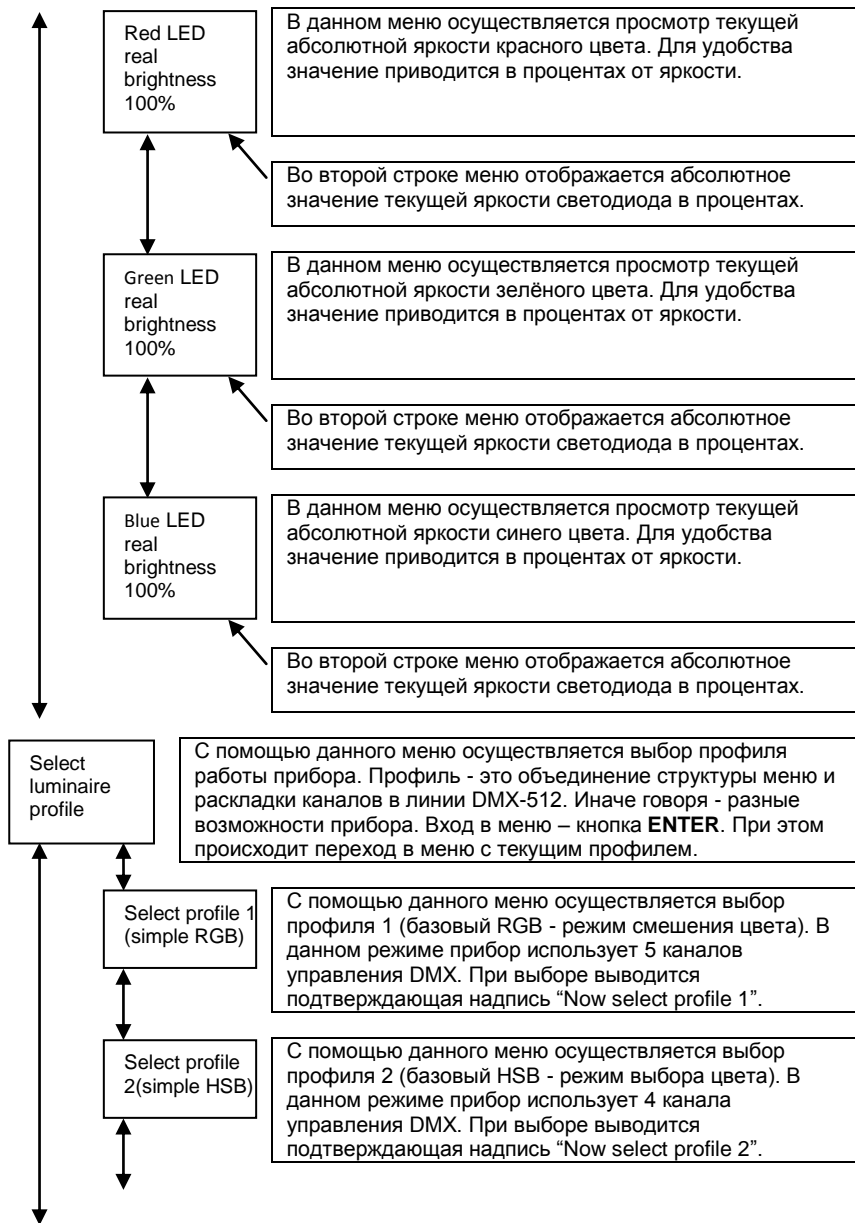 Red LED
real
brightness
100%
В данном меню осуществляется просмотр текущей
абсолютной яркости красного цвета. Для удобства
значение приводится в процентах от яркости.
Во второй строке меню отображается абсолютное
значение текущей яркости светодиода в процентах.
Green LED
real
brightness
100%
В данном меню осуществляется просмотр текущей
абсолютной яркости зелёного цвета. Для удобства
значение приводится в процентах от яркости.
Во второй строке меню отображается абсолютное
значение текущей яркости светодиода в процентах.
Blue LED
real
brightness
100%
В данном меню осуществляется просмотр текущей
абсолютной яркости синего цвета. Для удобства
значение приводится в процентах от яркости.
Во второй строке меню отображается абсолютное
значение текущей яркости светодиода в процентах.
Select
luminaire
profile
С помощью данного меню осуществляется выбор профиля
работы прибора. Профиль - это объединение структуры меню и
раскладки каналов в линии DMX-512. Иначе говоря - разные
возможности прибора. Вход в меню – кнопка ENTER. При этом
происходит переход в меню с текущим профилем.
Select profile 1
(simple RGB)
С помощью данного меню осуществляется выбор
профиля 1 (базовый RGB - режим смешения цвета). В
данном режиме прибор использует 5 каналов
управления DMX. При выборе выводится
подтверждающая надпись “Now select profile 1”.
Select profile
2(simple HSB)
С помощью данного меню осуществляется выбор
профиля 2 (базовый HSB - режим выбора цвета). В
данном режиме прибор использует 4 канала
управления DMX. При выборе выводится
подтверждающая надпись “Now select profile 2”.